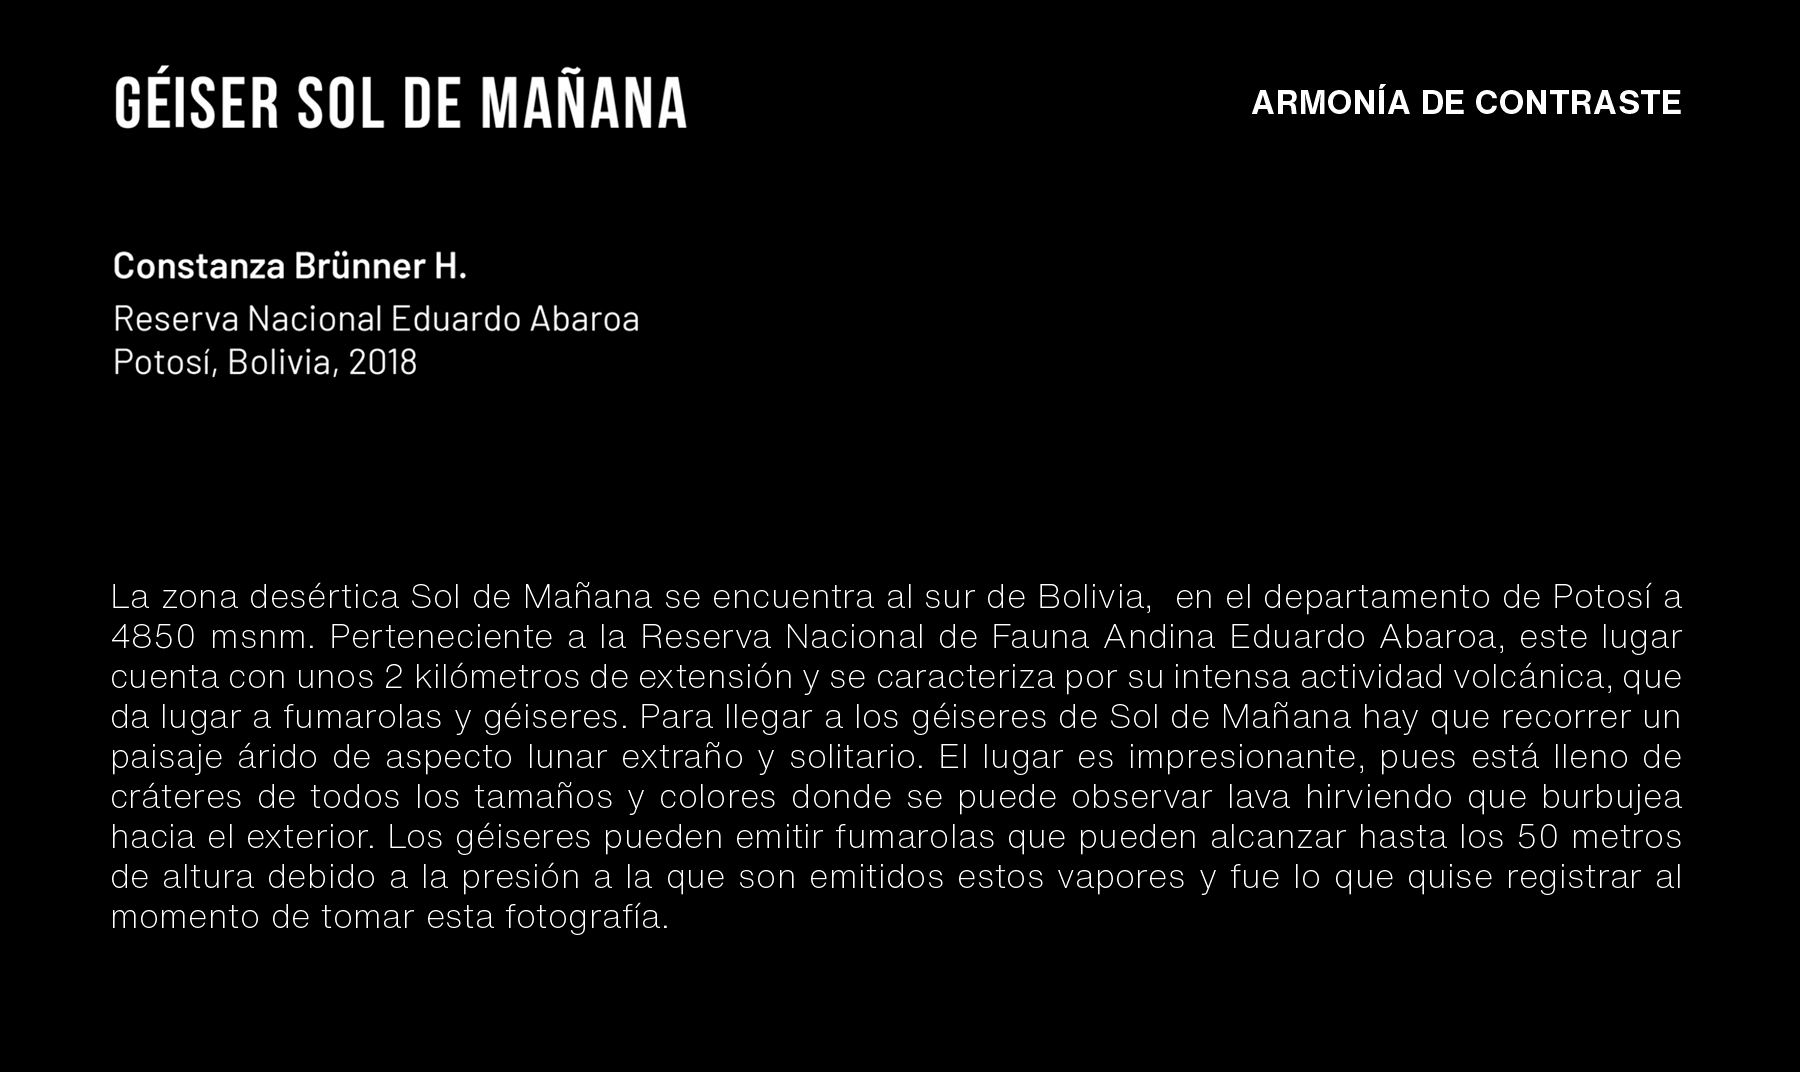 GÉISER SOL DE MAÑANA
ARMONÍA DE CONTRASTE
Constanza Brünner H.
Reserva Nacional Eduardo Abaroa
Potosí, Bolivia, 2018
La zona desértica Sol de Mañana se encuentra al sur de Bolivia,  en el departamento de Potosí a
4850 msnm. Perteneciente a la Reserva Nacional de Fauna Andina Eduardo Abaroa, este lugar
cuenta con unos 2 kilómetros de extensión y se caracteriza por su intensa actividad volcánica, que
da lugar a fumarolas y géiseres. Para llegar a los géiseres de Sol de Mañana hay que recorrer un
paisaje árido de aspecto lunar extraño y solitario. El lugar es impresionante, pues está lleno de
cráteres de todos los tamaños y colores donde se puede observar lava hirviendo que burbujea
hacia el exterior. Los géiseres pueden emitir fumarolas que pueden alcanzar hasta los 50 metros
de altura debido a la presión a la que son emitidos estos vapores y fue lo que quise registrar al
momento de tomar esta fotografía.